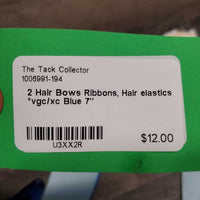 The Tack Collector
1006991-194
2 Hair Bows Ribbons, Hair elastics
*vgc/xc Blue 7"
$12.00
U3XX2R